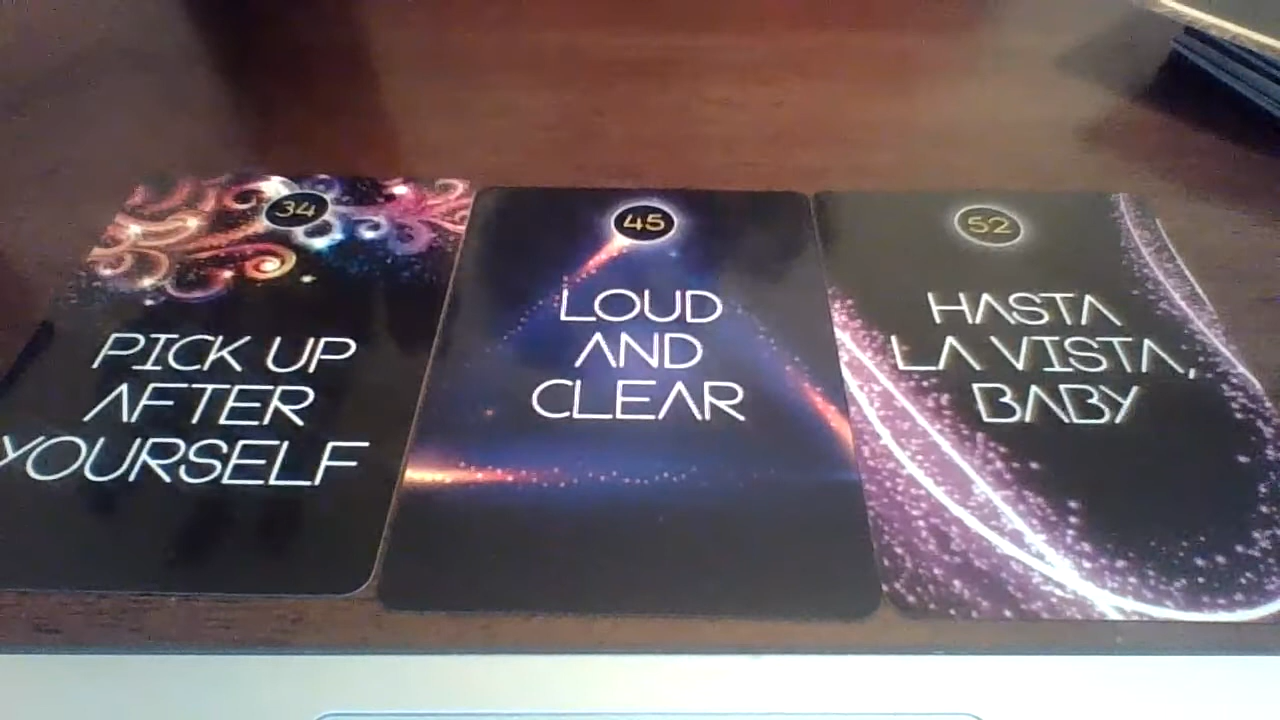 34
PICK UP
AFTER
YOURSELF
45
LOUD
AND
CLEAR
52
HASTA
LA VISTA,
BABY